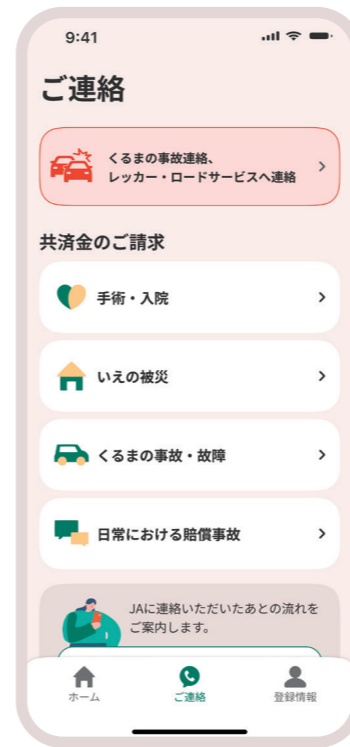 9:41
ご連絡
くるまの事故連絡、
レッカー・ロードサービスへ連絡
共済金のご請求
手術・入院
いえの被災
くるまの事故・故障
日常における賠償事故
JAに連絡いただいたあとの流れを
ご案内します。
ホーム
ご連絡
登録情報